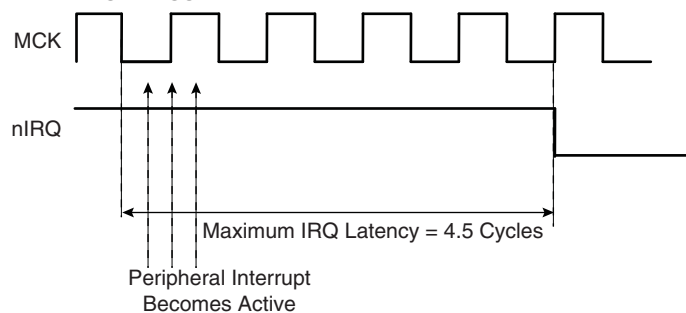 MCK
nIRQ
Maximum IRQ Latency = 4.5 Cycles
Peripheral Interrupt
Becomes Active